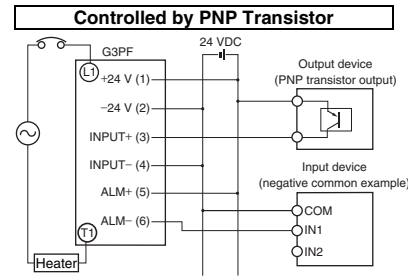 Controlled by PNP Transistor
24 VDC
G3PF
L1
+24 V (1)
−24 V (2)
INPUT+ (3)
INPUT− (4)
ALM+ (5)
ALM− (6)
T1
Heater
Output device
(PNP transistor output)
Input device
(negative common example)
COM
IN1
IN2